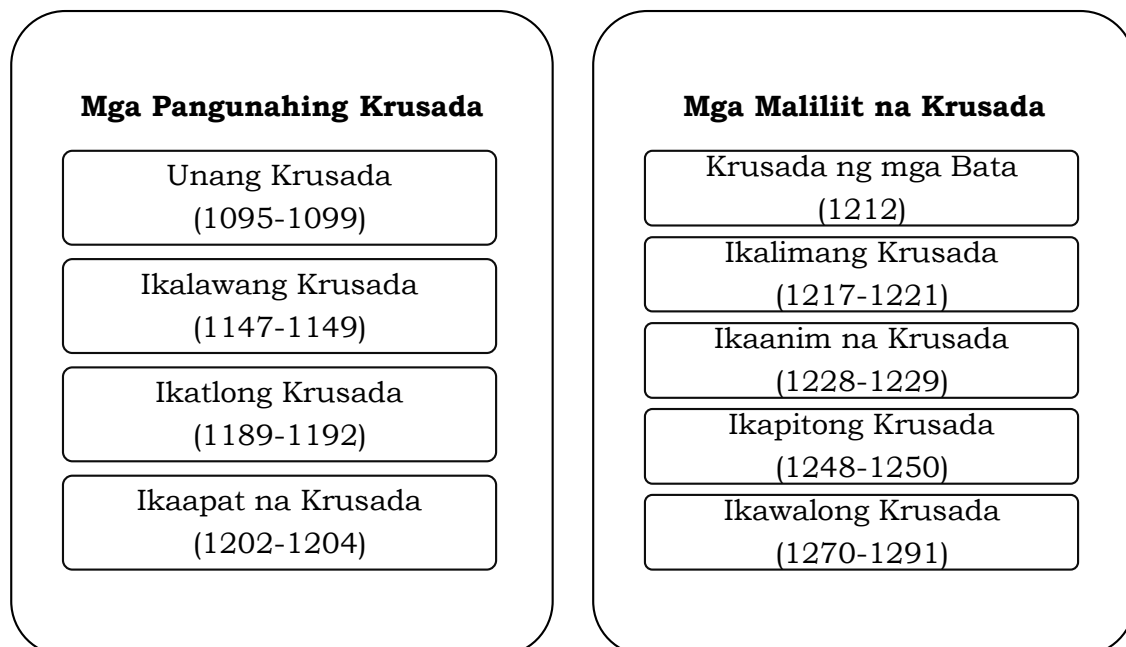 Mga Pangunahing Krusada
Unang Krusada
(1095-1099)
Ikalawang Krusada
(1147-1149)
Ikatlong Krusada
(1189-1192)
Ikaapat na Krusada
(1202-1204)
Mga Maliliit na Krusada
Krusada ng mga Bata
(1212)
Ikalimang Krusada
(1217-1221)
Ikaanim na Krusada
(1228-1229)
Ikapitong Krusada
(1248-1250)
Ikawalong Krusada
(1270-1291)